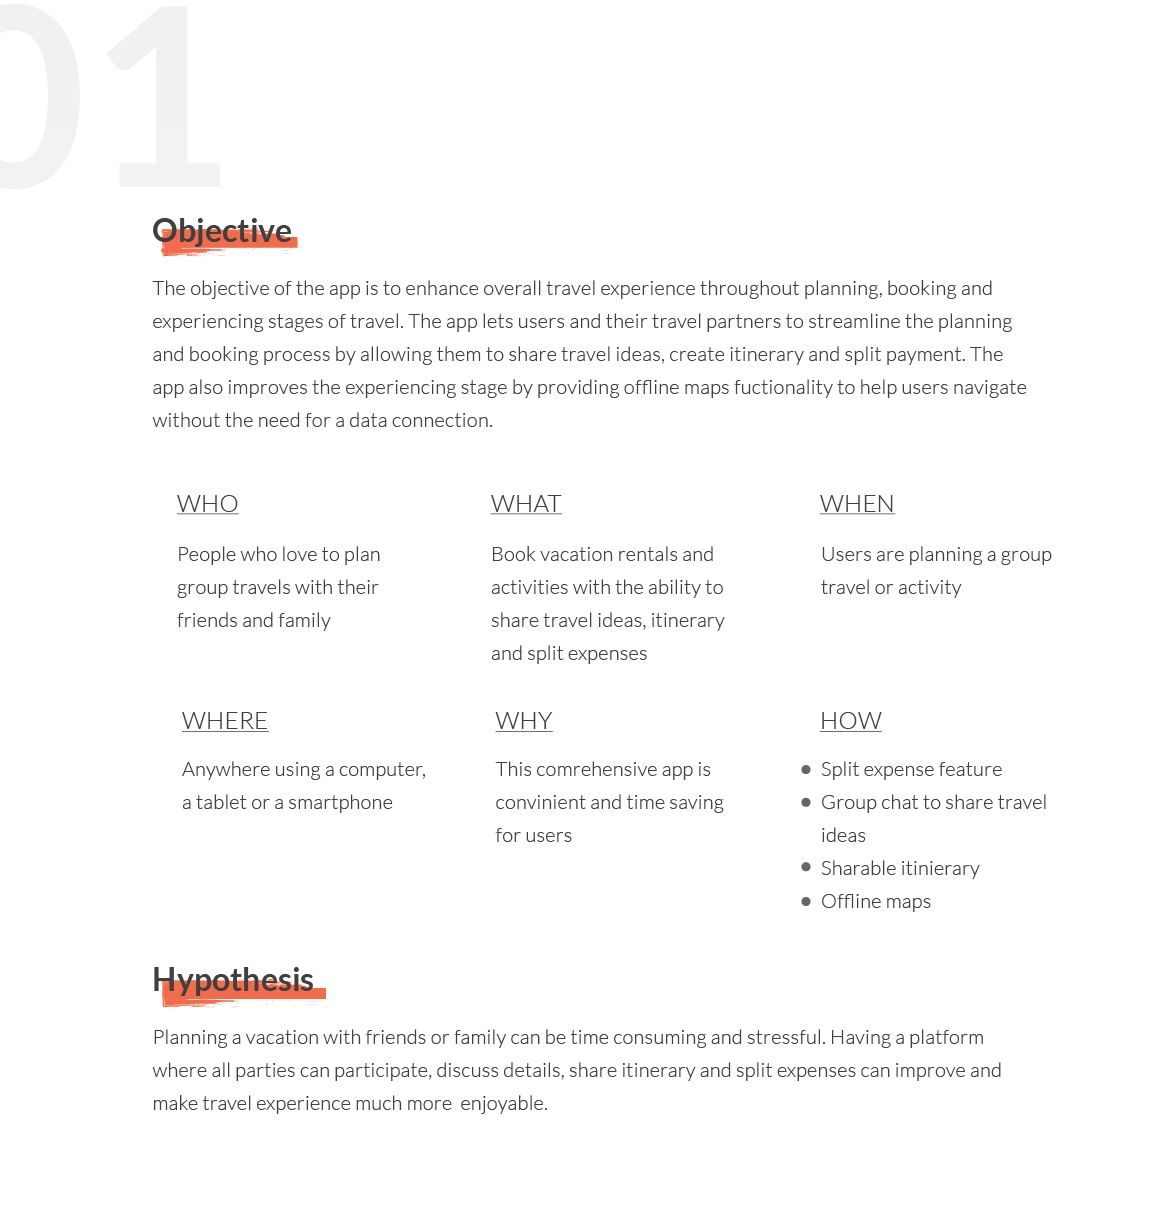 01
Objective
The objective of the app is to enhance overall travel experience throughout planning, booking and
experiencing stages of travel. The app lets users and their travel partners to streamline the planning
and booking process by allowing them to share travel ideas, create itinerary and split payment. The
app also improves the experiencing stage by providing offline maps fuctionality to help users navigate
without the need for a data connection.
WHO
People who love to plan
group travels with their
friends and family
WHAT
Book vacation rentals and
activities with the ability to
share travel ideas, itinerary
and split expenses
WHEN
Users are planning a group
travel or activity
WHERE
Anywhere using a computer,
a tablet or a smartphone
WHY
This comrehensive app is
convinient and time saving
for users
HOW
● Split expense feature
● Group chat to share travel
ideas
● Sharable itinierary
● Offline maps
Hypothesis
Planning a vacation with friends or family can be time consuming and stressful. Having a platform
where all parties can participate, discuss details, share itinerary and split expenses can improve and
make travel experience much more  enjoyable.